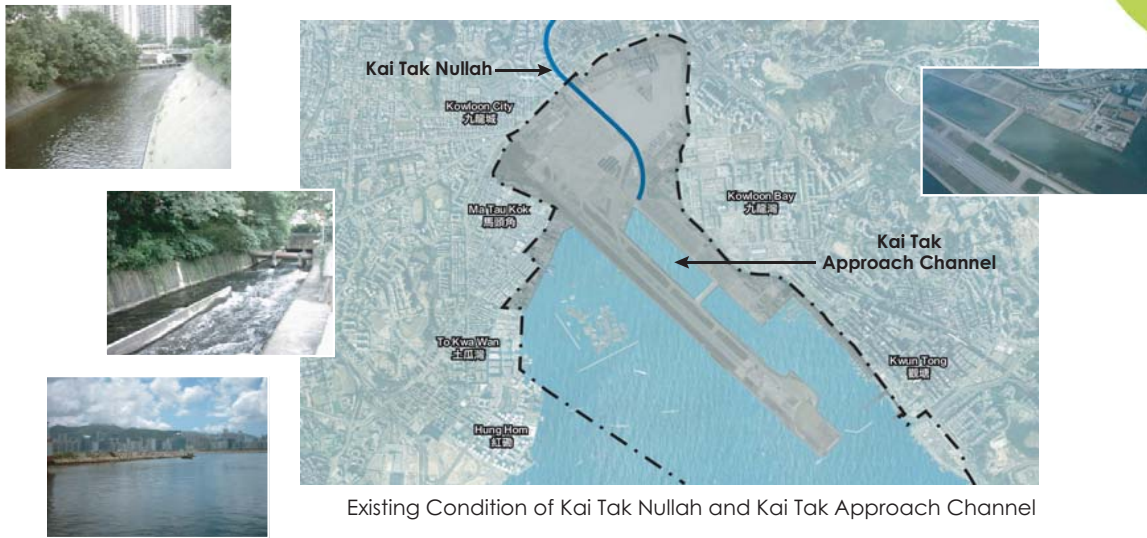 Kai Tak Nullah
Kowloon City
九龍城
Ma Tau Kok
馬頭角
Kowloon Bay
九龍灣
Kai Tak
Approach Channel
To Kwa Wan
土瓜灣
Kwun Tong
觀塘
Hung Hom
紅磡
Existing Condition of Kai Tak Nullah and Kai Tak Approach Channel